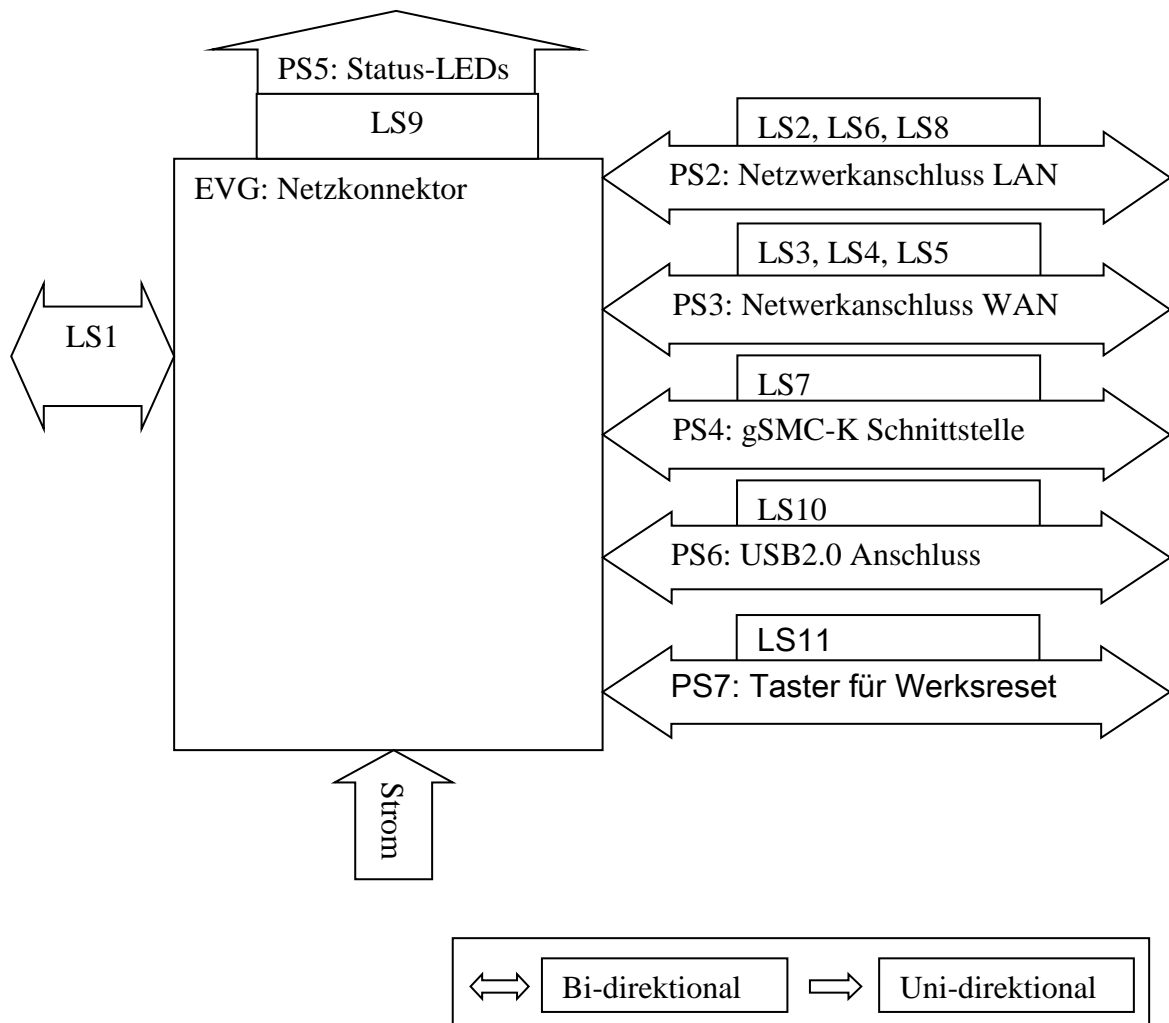 PS5: Status-LEDs
LS9
EVG: Netzkonnektor
LS1
LS2, LS6, LS8
PS2: Netzwerkanschluss LAN
LS3, LS4, LS5
PS3: Netwerkanschluss WAN
LS7
PS4: gSMC-K Schnittstelle
LS10
PS6: USB2.0 Anschluss
LS11
PS7: Taster für Werksreset
Strom
Bi-direktional
Uni-direktional